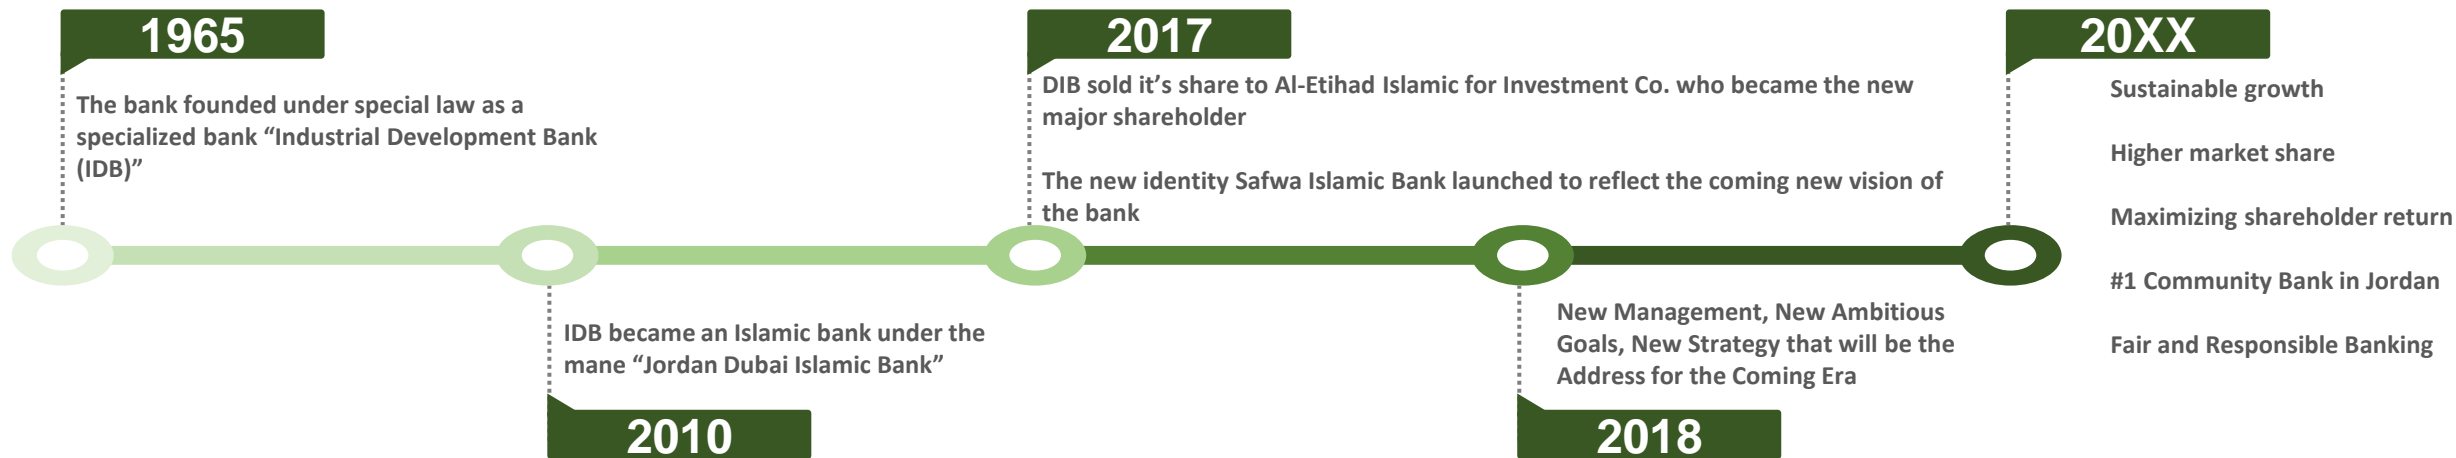 1965
The bank founded under special law as a
specialized bank “Industrial Development Bank
(IDB)”
2010
IDB became an Islamic bank under the
mane “Jordan Dubai Islamic Bank”
2017
DIB sold it’s share to Al-Etihad Islamic for Investment Co. who became the new
major shareholder
The new identity Safwa Islamic Bank launched to reflect the coming new vision of
the bank
2018
New Management, New Ambitious
Goals, New Strategy that will be the
Address for the Coming Era
20XX
Sustainable growth
Higher market share
Maximizing shareholder return
#1 Community Bank in Jordan
Fair and Responsible Banking